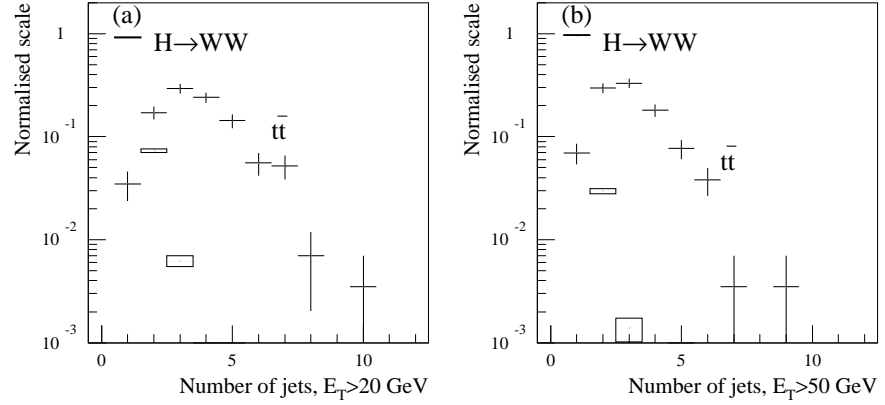 (a)
H→WW
tt̄
Normalised scale
1
10⁻¹
10⁻²
10⁻³
0
5
10
Number of jets, E_T>20 GeV
(b)
H→WW
tt̄
Normalised scale
1
10⁻¹
10⁻²
10⁻³
0
5
10
Number of jets, E_T>50 GeV